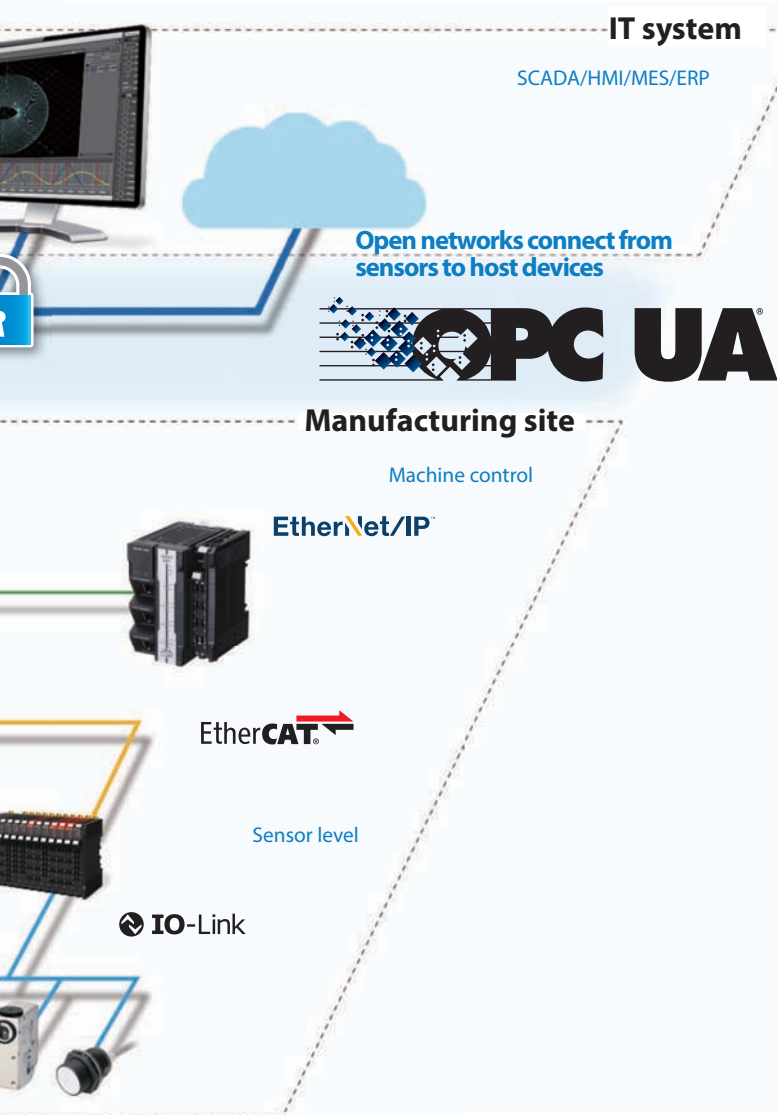 IT system
SCADA/HMI/MES/ERP
Open networks connect from
sensors to host devices
OPC UA®
Manufacturing site
Machine control
EtherNet/IP™
EtherCAT®
Sensor level
IO-Link